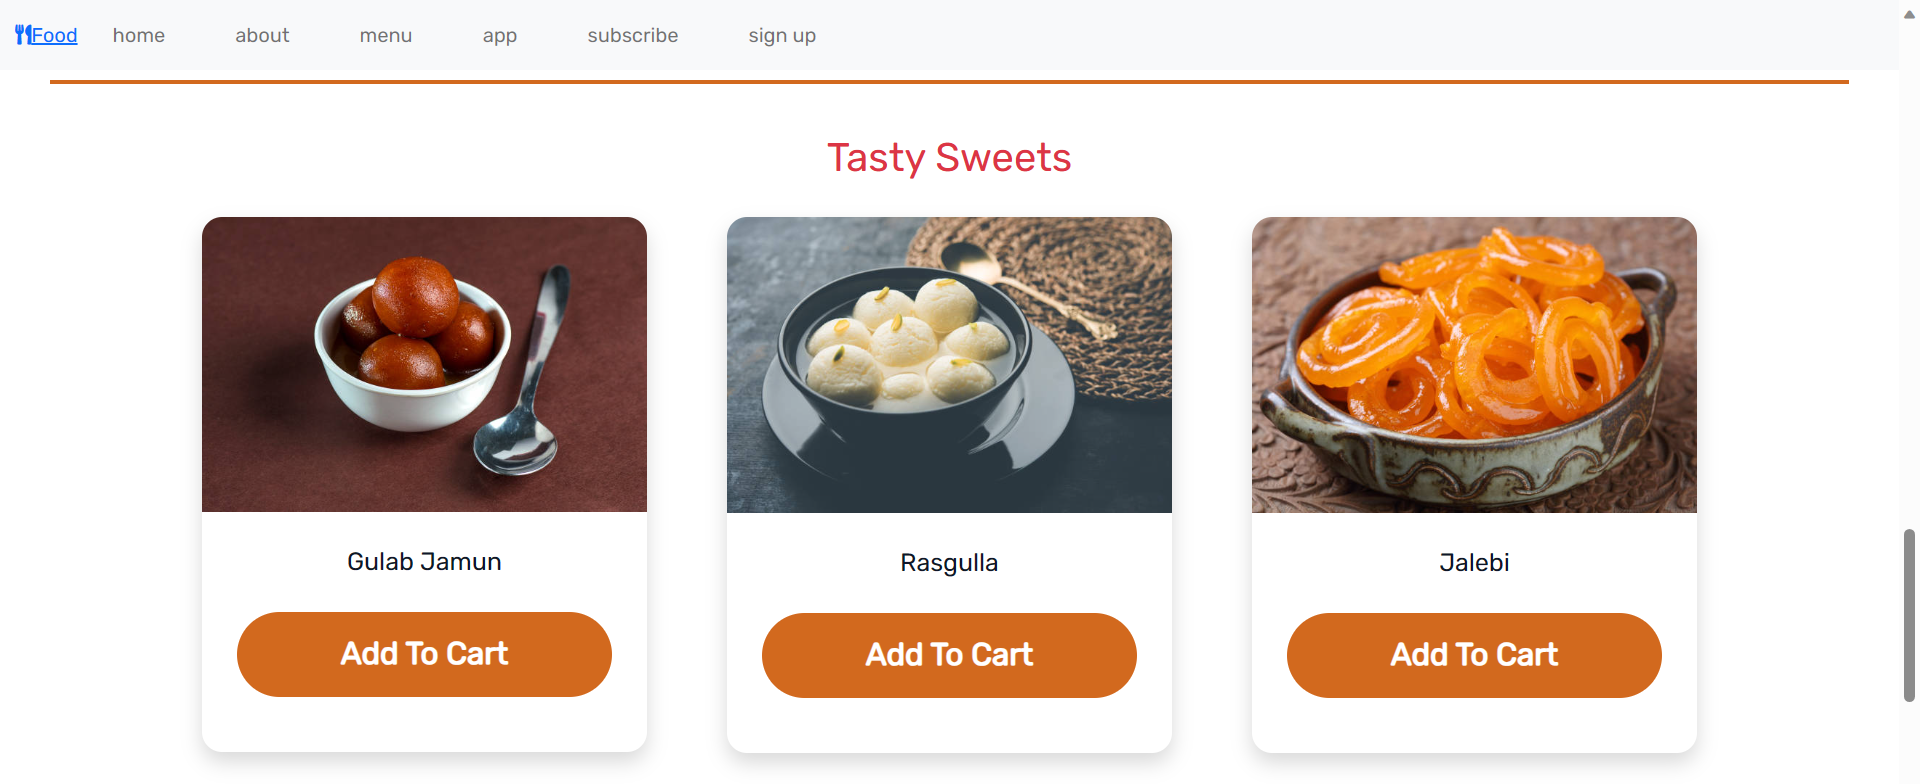 Food home about menu app subscribe sign up
Tasty Sweets
Gulab Jamun Rasgulla Jalebi
Add To Cart Add To Cart Add To Cart